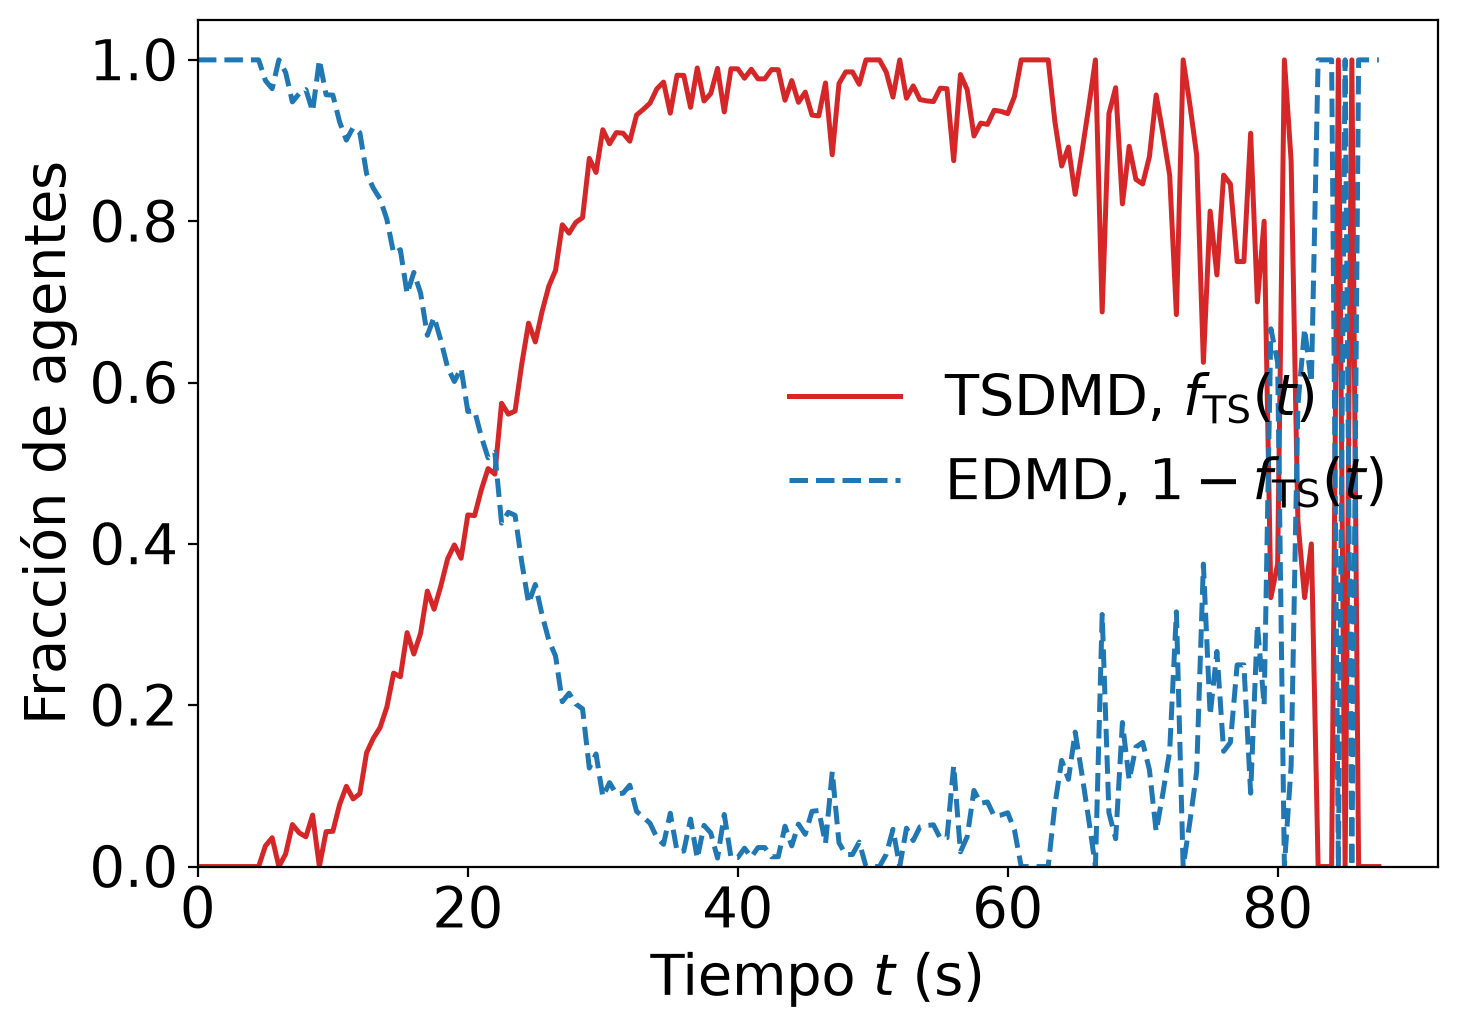 1.0
0.8
0.6
0.4
0.2
0.0
Fracción de agentes
TSDMD, f_TS(t)
EDMD, 1 − f_TS(t)
0 20 40 60 80
Tiempo t (s)